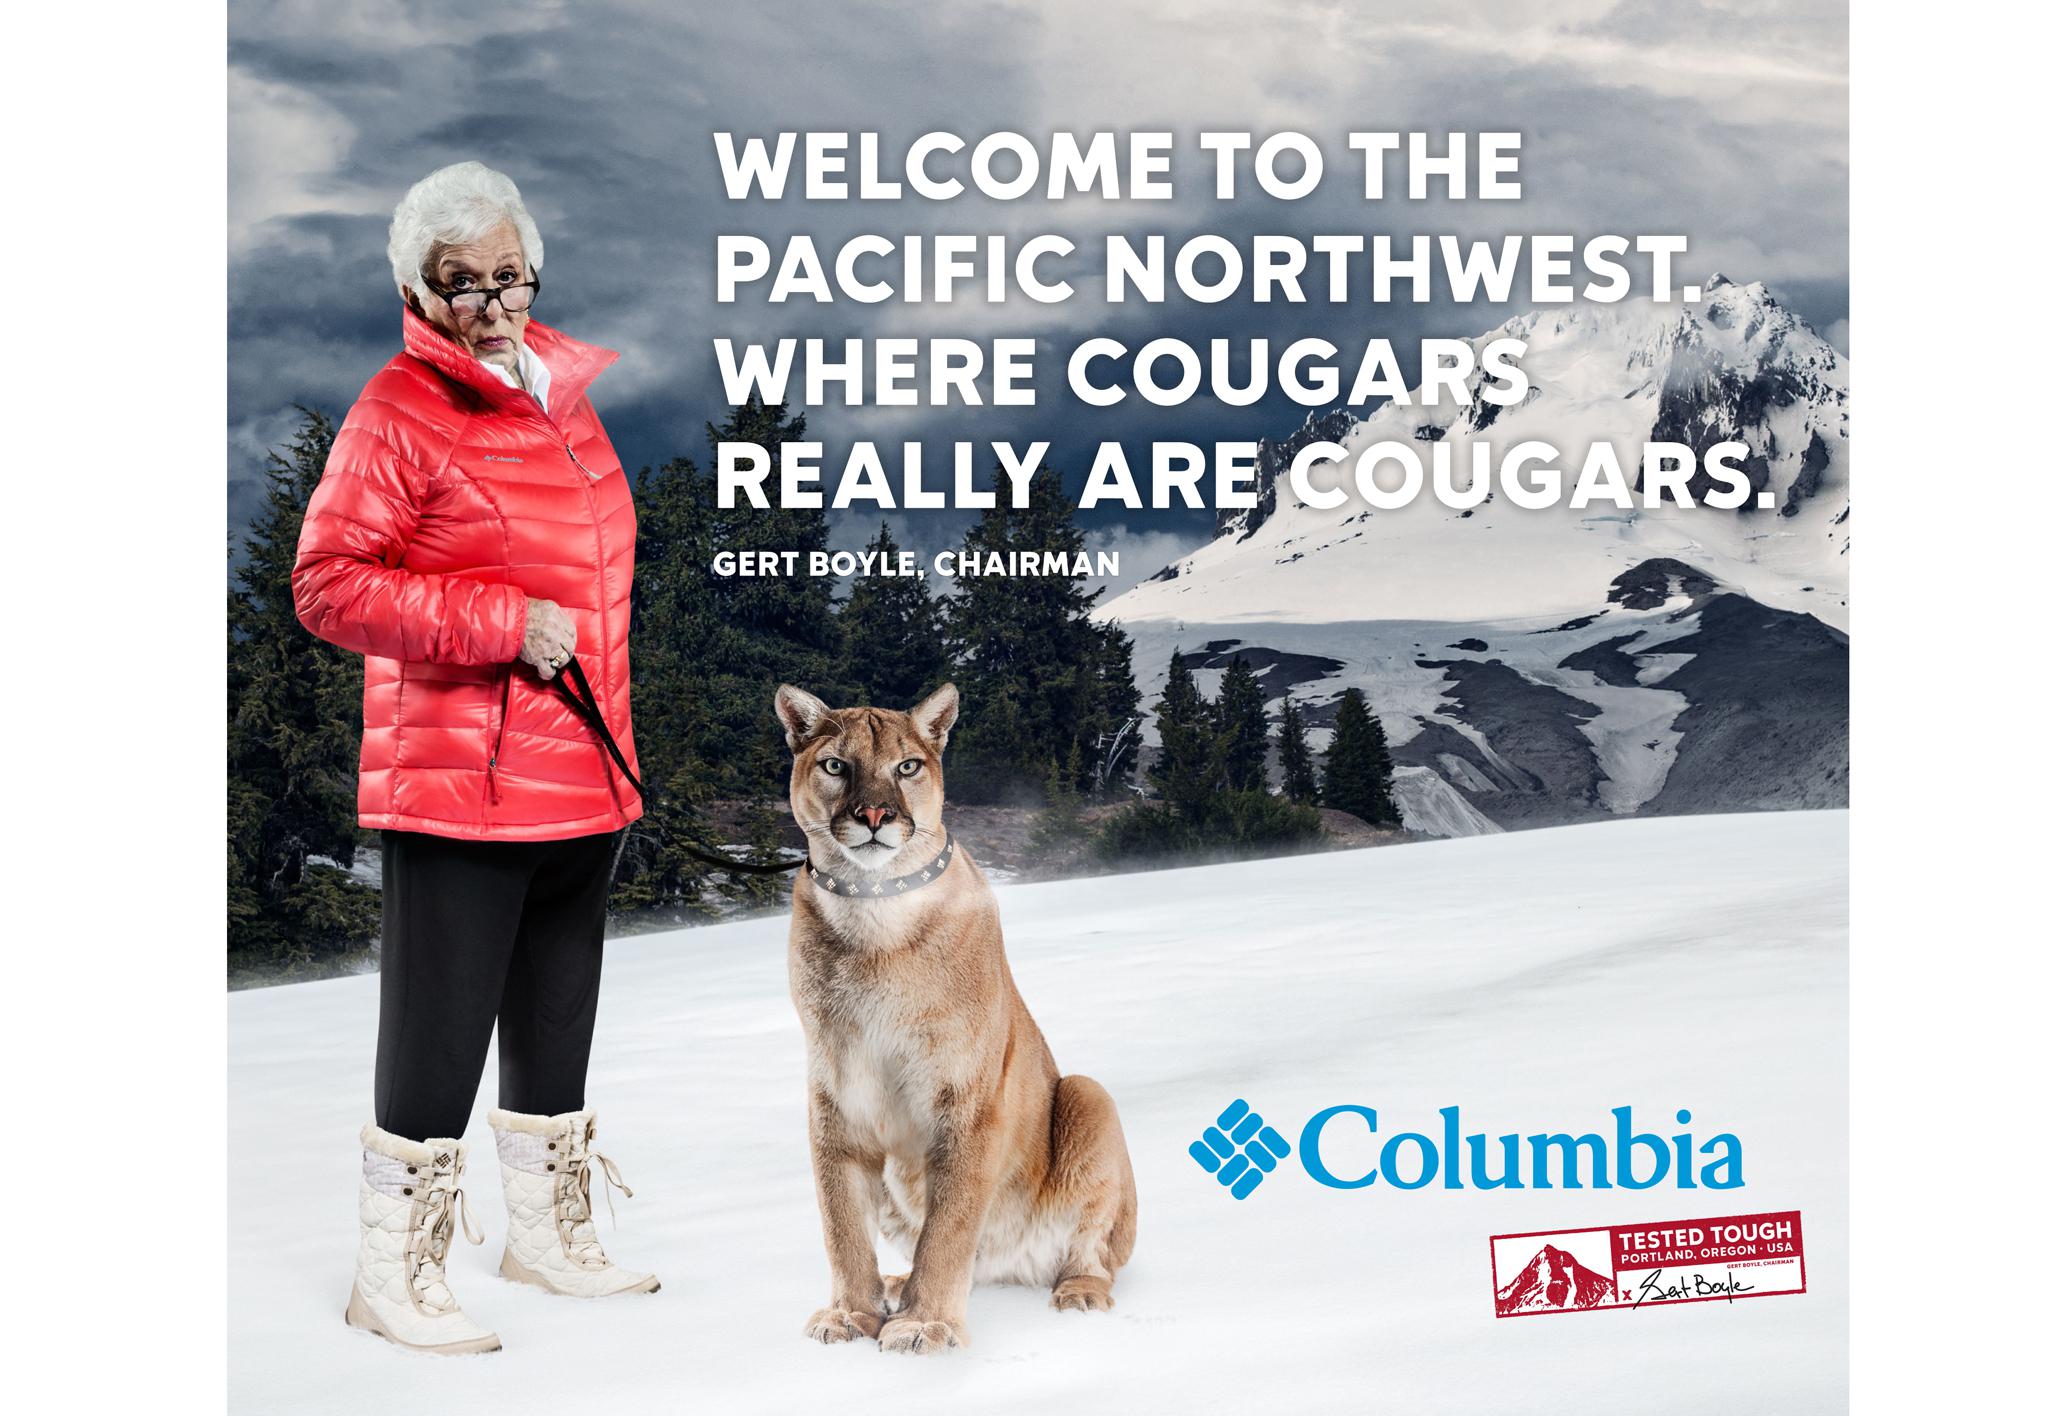 WELCOME TO THE
PACIFIC NORTHWEST.
WHERE COUGARS
REALLY ARE COUGARS.
GERT BOYLE, CHAIRMAN
Columbia
Columbia
TESTED TOUGH
PORTLAND, OREGON · USA
GERT BOYLE, CHAIRMAN
x Gert Boyle